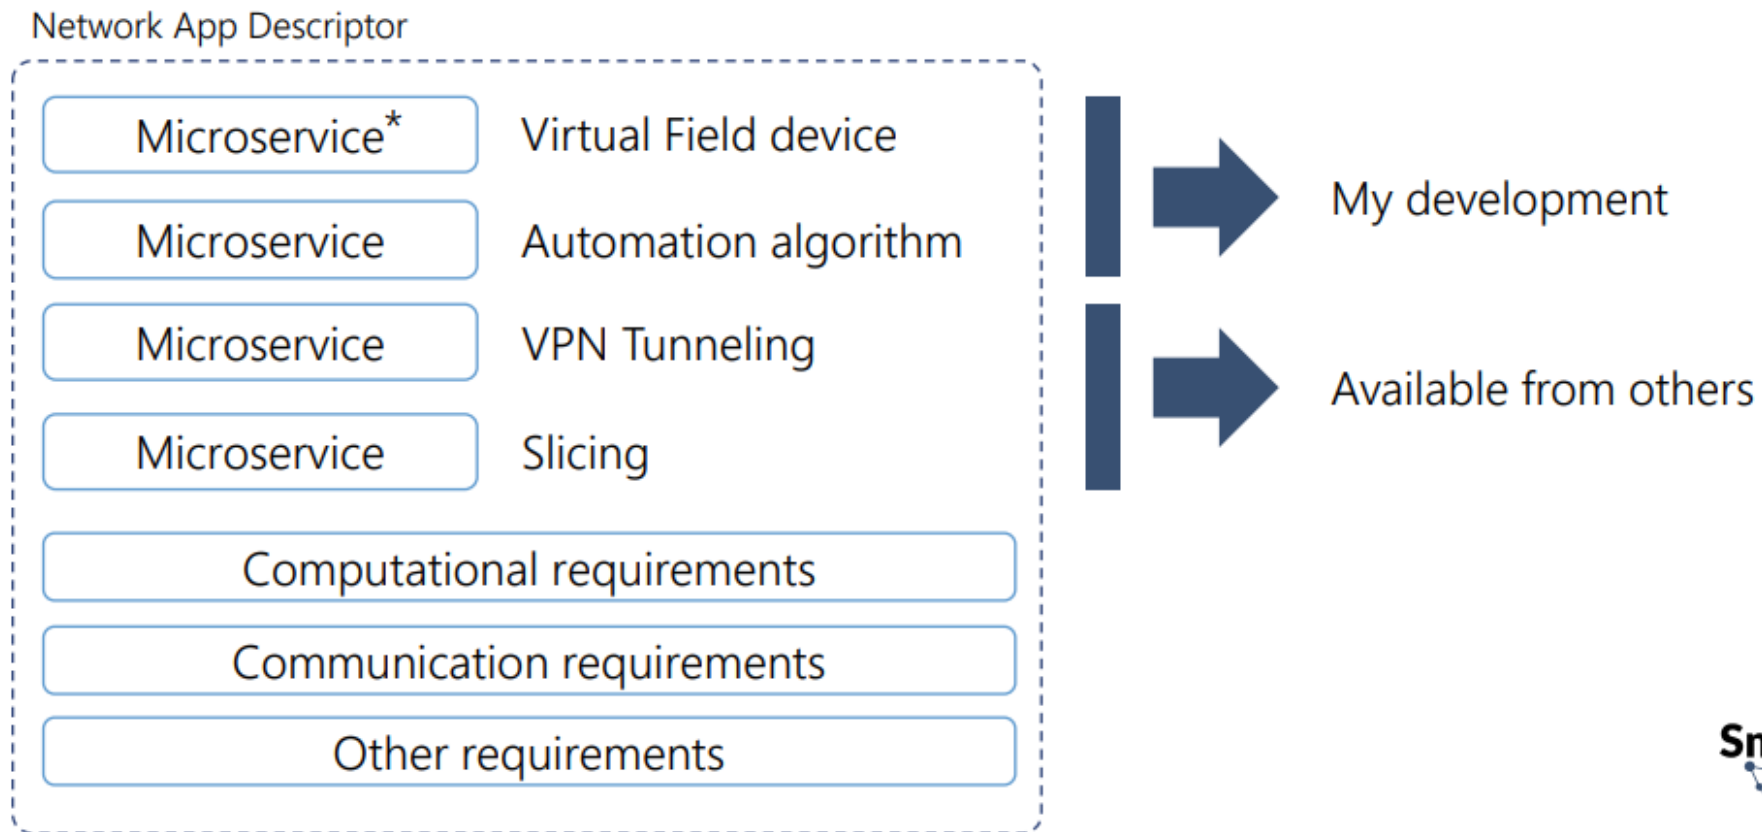 Network App Descriptor
Microservice* Virtual Field device
Microservice Automation algorithm
My development
Microservice VPN Tunneling
Available from others
Microservice Slicing
Computational requirements
Communication requirements
Other requirements